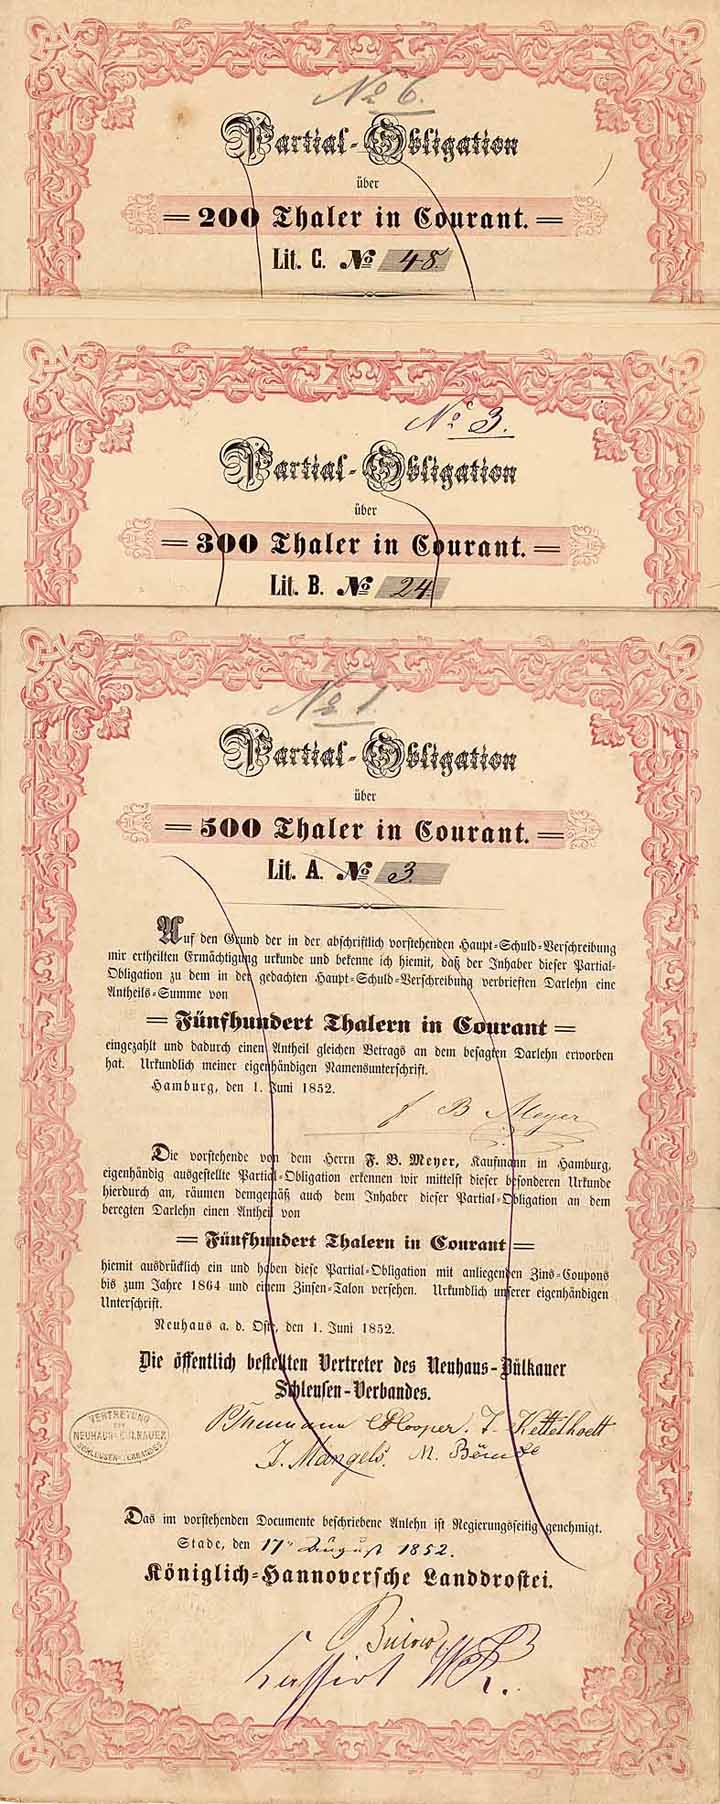 No 6.
Partial-Obligation
über
= 200 Thaler in Courant. =
Lit. C. No 48.
No 3.
Partial-Obligation
über
= 300 Thaler in Courant. =
Lit. B. No 24
No 1.
Partial-Obligation
über
= 500 Thaler in Courant. =
Lit. A. No 3.
Auf den Grund der in der abschriftlich vorstehenden Haupt-Schuld-Verschreibung
mir ertheilten Ermächtigung urkunde und bekenne ich hiemit, daß der Inhaber dieser Partial-
Obligation zu dem in der gedachten Haupt-Schuld-Verschreibung verbrieften Darlehn eine
Antheils-Summe von
= Fünfhundert Thalern in Courant =
eingezahlt und dadurch einen Antheil gleichen Betrags an dem besagten Darlehn erworben
hat. Urkundlich meiner eigenhändigen Namensunterschrift.
Hamburg, den 1. Juni 1852.
F B Meyer
Die vorstehende von dem Herrn F. B. Meyer, Kaufmann in Hamburg,
eigenhändig ausgestellte Partial-Obligation erkennen wir mittelst dieser besonderen Urkunde
hierdurch an, räumen demgemäß auch dem Inhaber dieser Partial-Obligation an dem
beregten Darlehn einen Antheil von
= Fünfhundert Thalern in Courant =
hiemit ausdrücklich ein und haben diese Partial-Obligation mit anliegenden Zins-Coupons
bis zum Jahre 1864 und einem Zinsen-Talon versehen. Urkundlich unserer eigenhändigen
Unterschrift.
Neuhaus a. d. Oste, den 1. Juni 1852.
Die öffentlich bestellten Vertreter des Neuhaus-Bülkauer
Schleusen-Verbandes.
VERTRETUNG
DES
NEUHAUS-BÜLKAUER
SCHLEUSEN-VERBANDES
J. Mangels. M.
Das im vorstehenden Documente beschriebene Anlehn ist Regierungsseitig genehmigt.
Stade, den 17 August 1852.
Königlich-Hannoversche Landdrostei.
Bülow
Cassirt